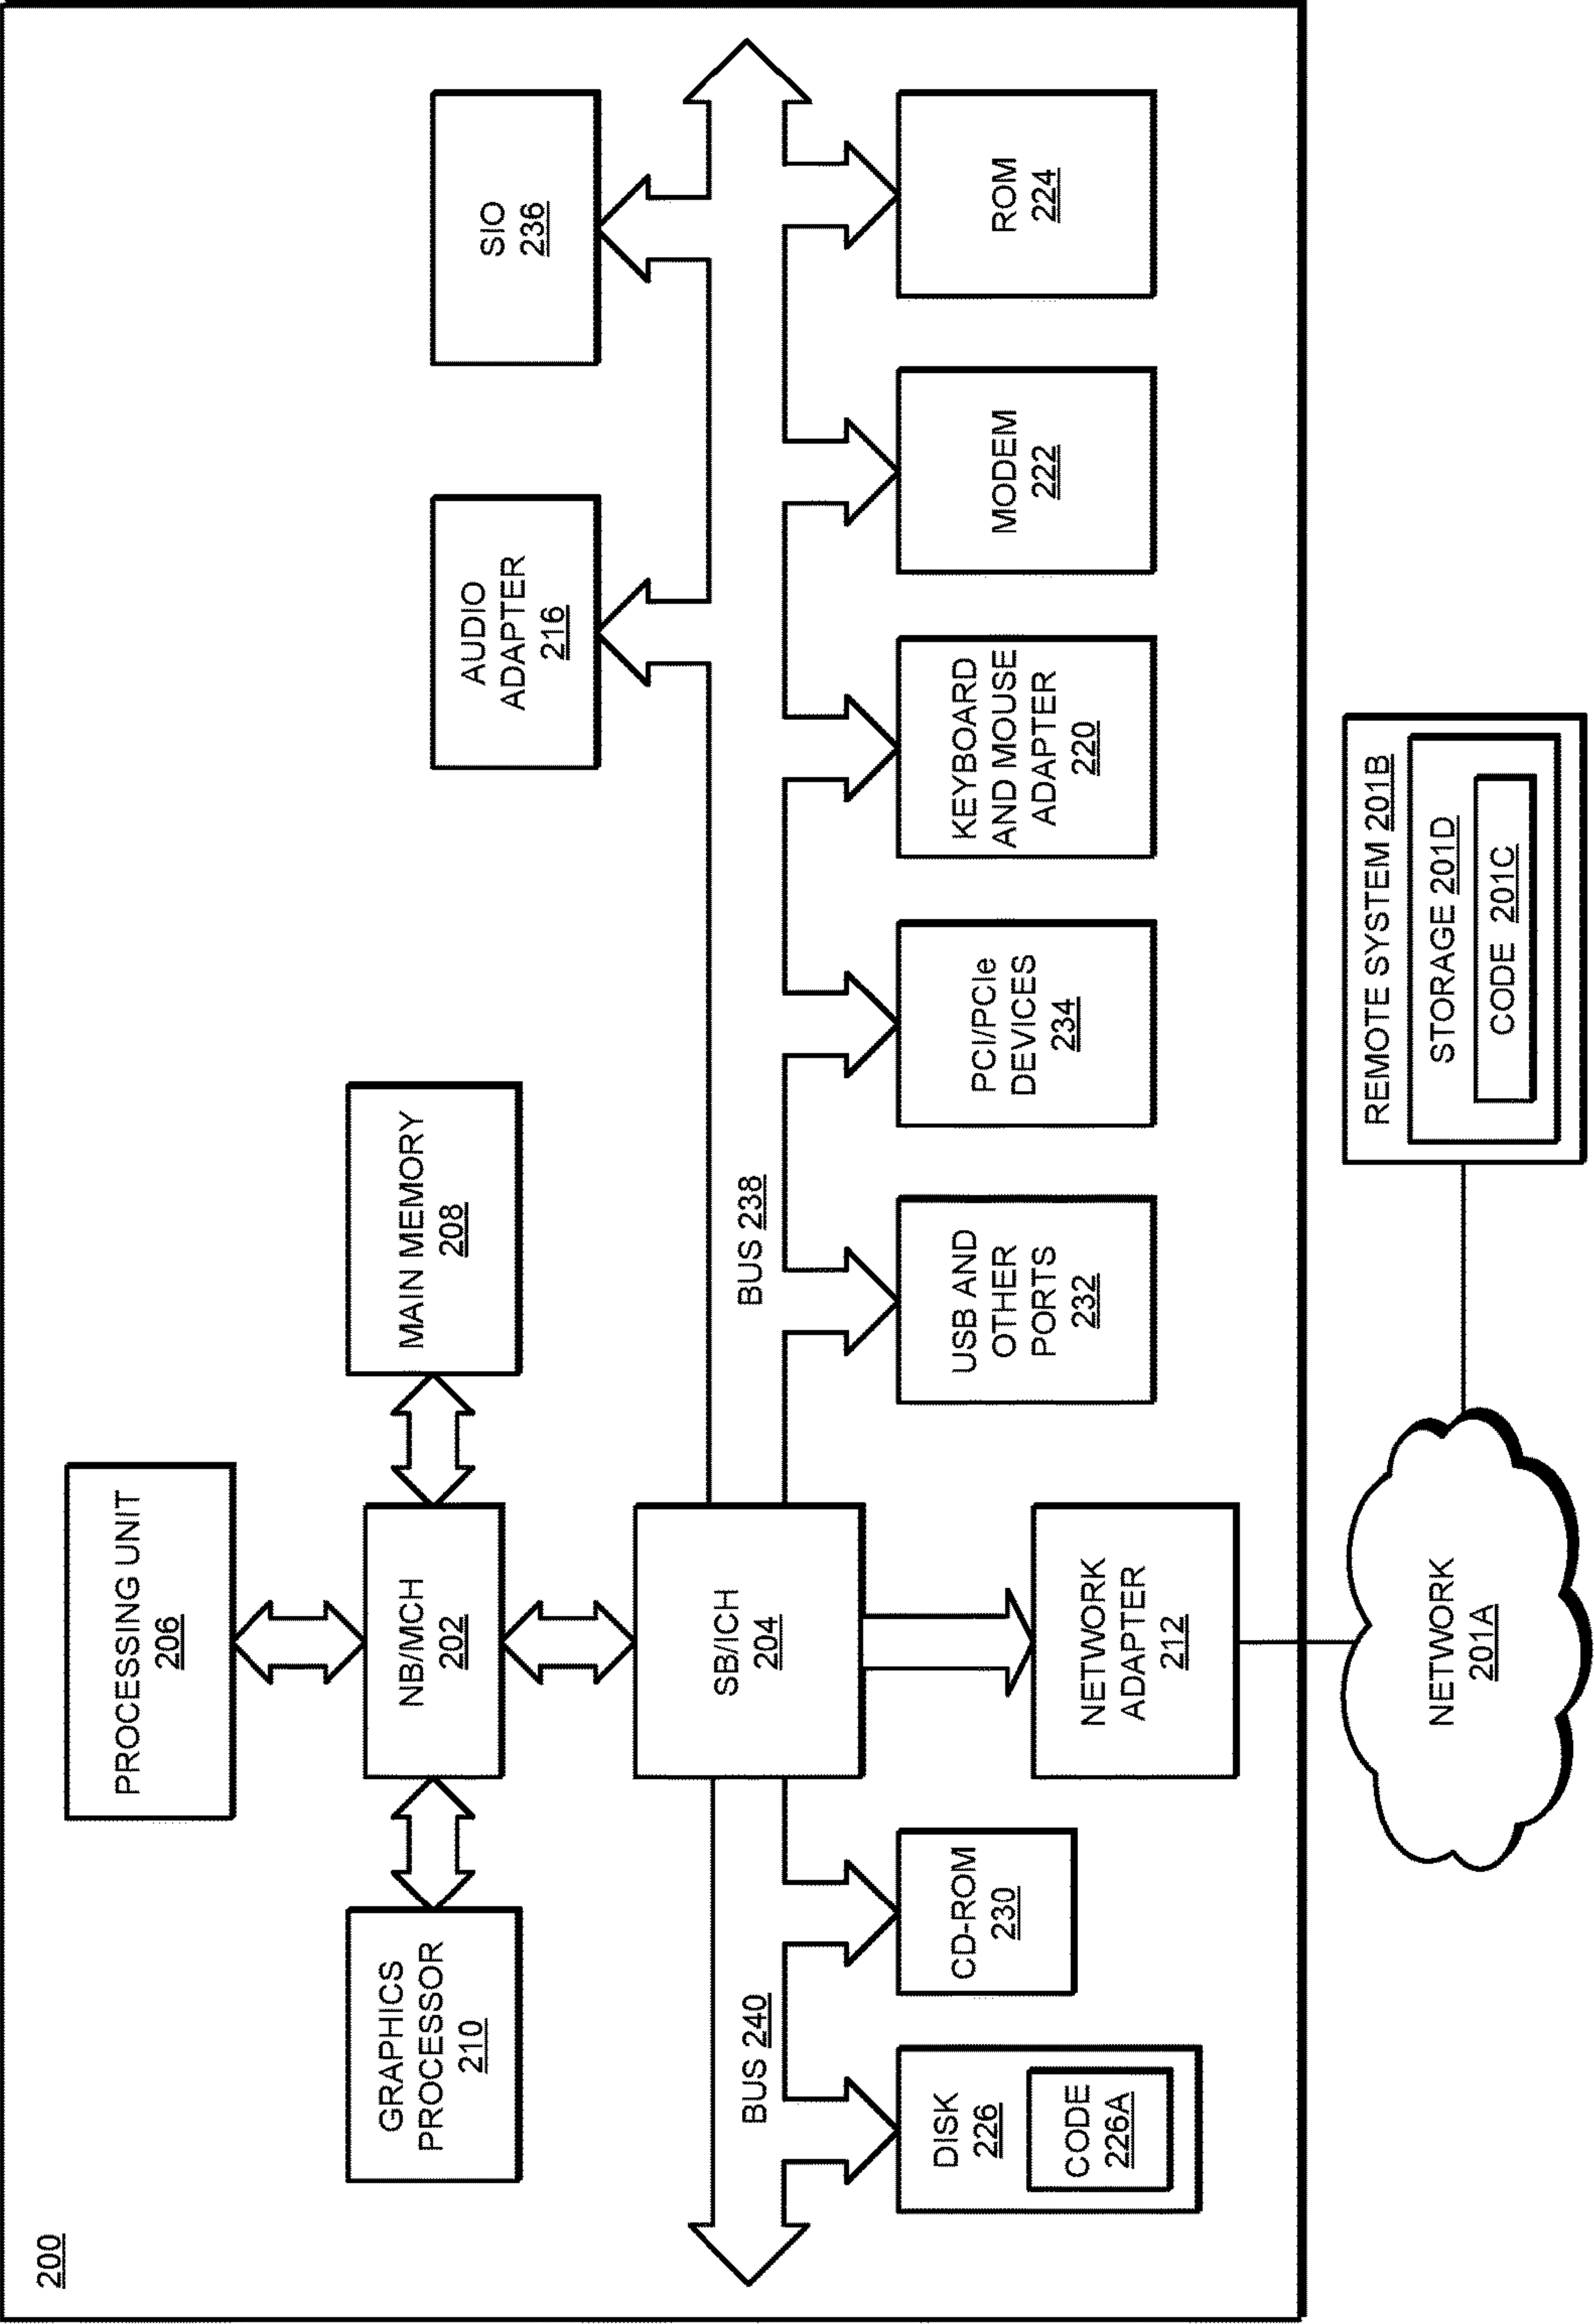 200
PROCESSING UNIT
206
GRAPHICS
PROCESSOR
210
NB/MCH
202
MAIN MEMORY
208
AUDIO
ADAPTER
216
SIO
236
SB/ICH
204
BUS 240
BUS 238
DISK
226
CODE
226A
CD-ROM
230
NETWORK
ADAPTER
212
USB AND
OTHER
PORTS
232
PCI/PCIe
DEVICES
234
KEYBOARD
AND MOUSE
ADAPTER
220
MODEM
222
ROM
224
NETWORK
201A
REMOTE SYSTEM 201B
STORAGE 201D
CODE 201C